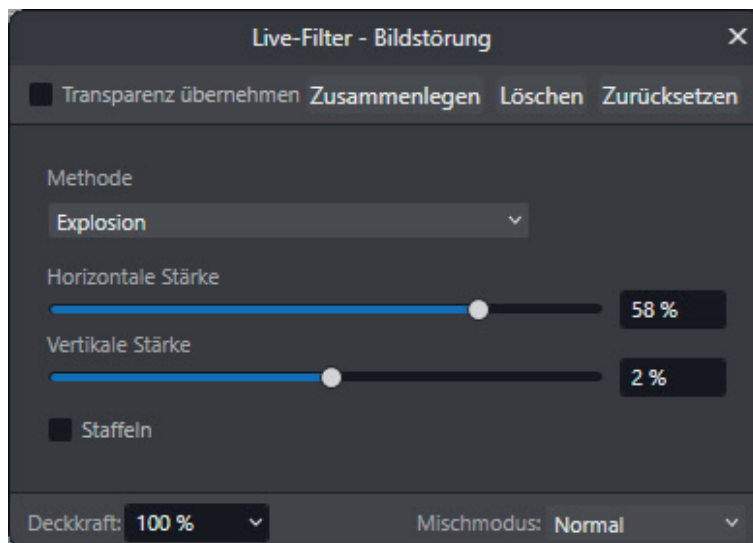 Live-Filter - Bildstörung
Transparenz übernehmen Zusammenlegen Löschen Zurücksetzen
Methode
Explosion
Horizontale Stärke
58 %
Vertikale Stärke
2 %
Staffeln
Deckkraft: 100 % Mischmodus: Normal